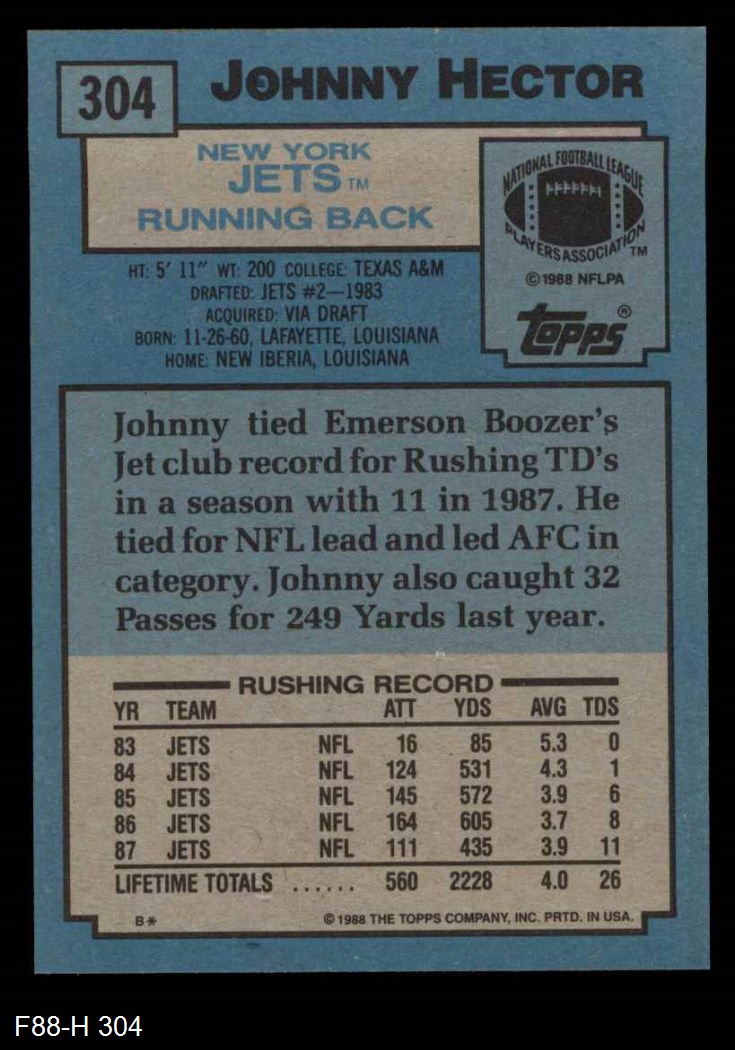 304
JOHNNY HECTOR
NEW YORK
JETS TM
RUNNING BACK
NATIONAL FOOTBALL LEAGUE
PLAYERS ASSOCIATION TM
© 1988 NFLPA
topps®
HT: 5' 11" WT: 200 COLLEGE: TEXAS A&M
DRAFTED: JETS #2—1983
ACQUIRED: VIA DRAFT
BORN: 11-26-60, LAFAYETTE, LOUISIANA
HOME: NEW IBERIA, LOUISIANA
Johnny tied Emerson Boozer's
Jet club record for Rushing TD's
in a season with 11 in 1987. He
tied for NFL lead and led AFC in
category. Johnny also caught 32
Passes for 249 Yards last year.
RUSHING RECORD
YR TEAM ATT YDS AVG TDS
83 JETS NFL 16 85 5.3 0
84 JETS NFL 124 531 4.3 1
85 JETS NFL 145 572 3.9 6
86 JETS NFL 164 605 3.7 8
87 JETS NFL 111 435 3.9 11
LIFETIME TOTALS ...... 560 2228 4.0 26
B*
© 1988 THE TOPPS COMPANY, INC. PRTD. IN USA.
F88-H 304